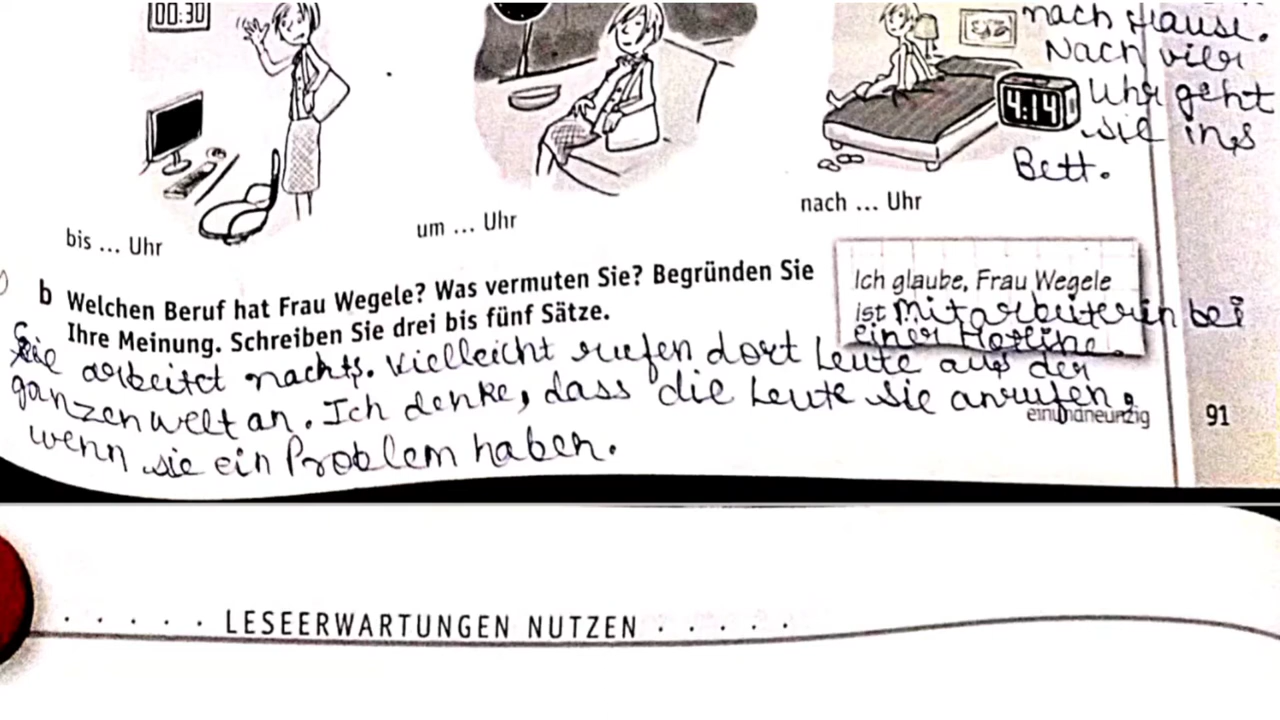 00:30
nach Hause.
Nach vier
Uhr geht
sie ins
Bett.
4:14
bis ... Uhr
um ... Uhr
nach ... Uhr
b Welchen Beruf hat Frau Wegele? Was vermuten Sie? Begründen Sie
Ihre Meinung. Schreiben Sie drei bis fünf Sätze.
Ich glaube, Frau Wegele
ist Mitarbeiterin bei
einer Hotline.
Sie arbeitet nachts. Vielleicht rufen dort Leute aus der
ganzen Welt an. Ich denke, dass die Leute sie anrufen,
wenn sie ein Problem haben.
einundneunzig 91
LESEERWARTUNGEN NUTZEN